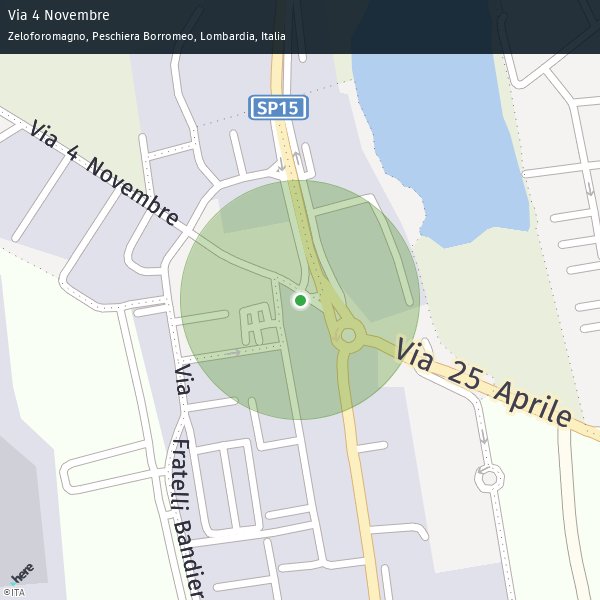 Via 4 Novembre
Zeloforomagno, Peschiera Borromeo, Lombardia, Italia
SP15
Via 4 Novembre
Via 25 Aprile
Via Fratelli Bandier
here
©ITA